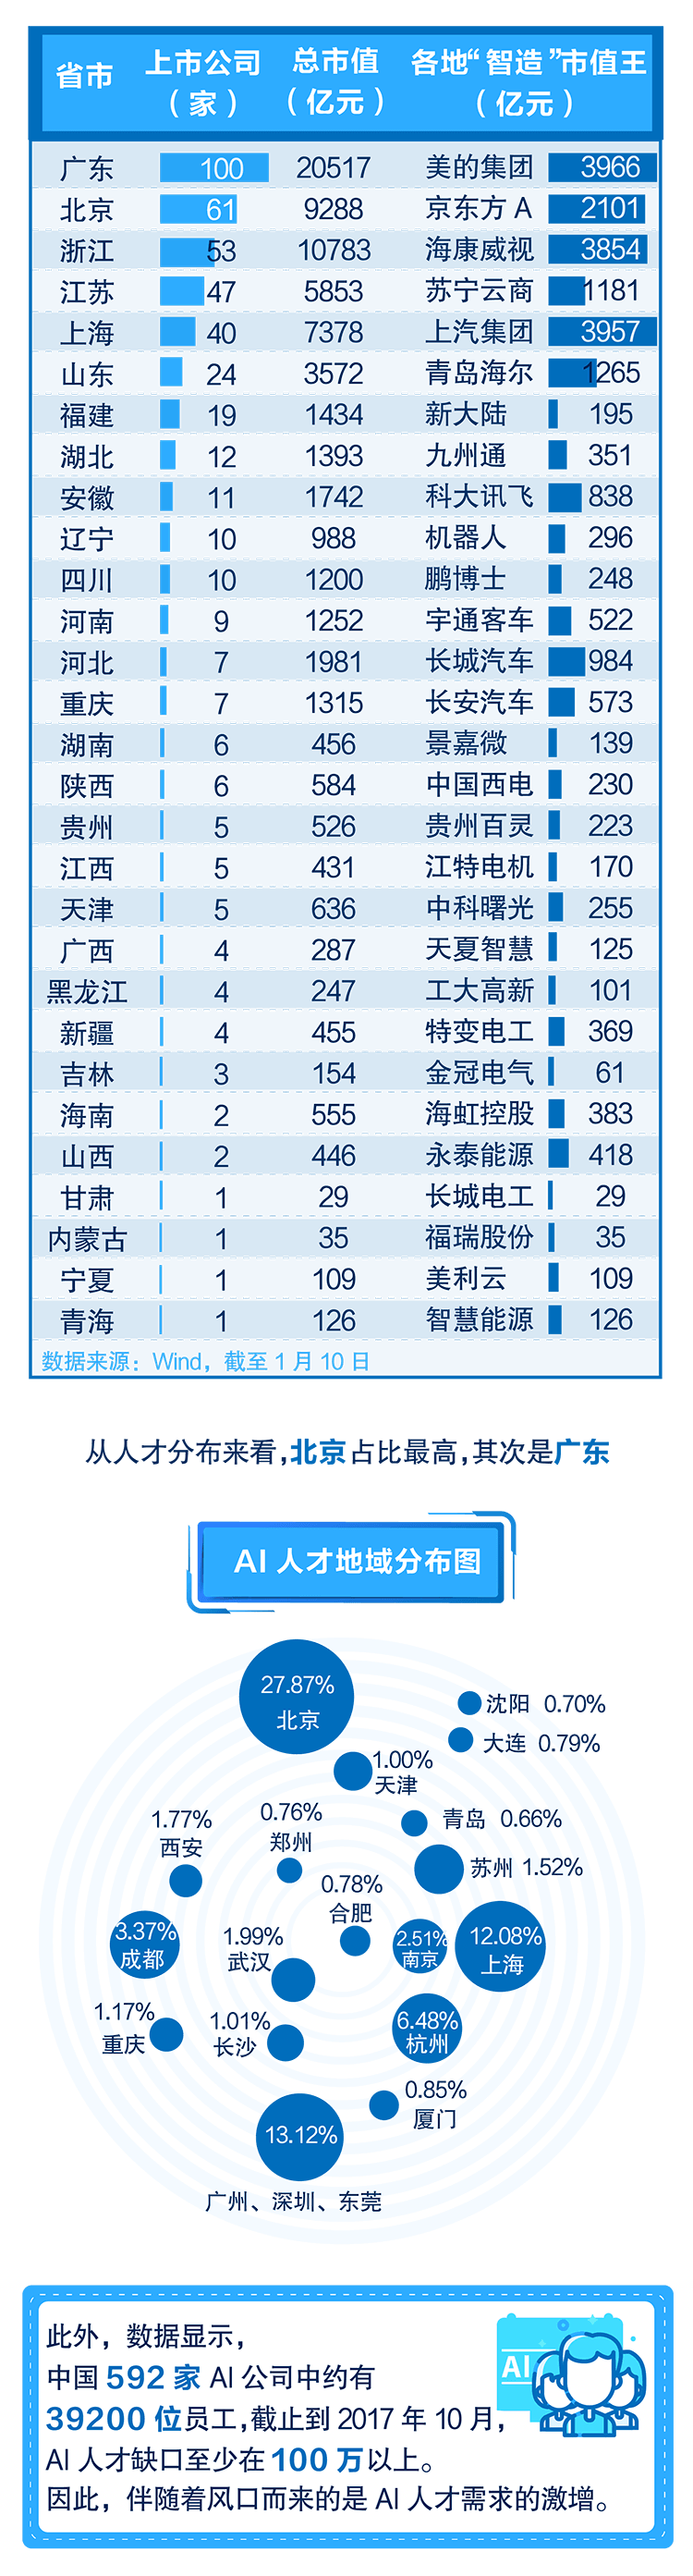 省市 上市公司（家） 总市值（亿元） 各地“智造”市值王（亿元）
广东 100 20517 美的集团 3966
北京 61 9288 京东方 A 2101
浙江 53 10783 海康威视 3854
江苏 47 5853 苏宁云商 1181
上海 40 7378 上汽集团 3957
山东 24 3572 青岛海尔 1265
福建 19 1434 新大陆 195
湖北 12 1393 九州通 351
安徽 11 1742 科大讯飞 838
辽宁 10 988 机器人 296
四川 10 1200 鹏博士 248
河南 9 1252 宇通客车 522
河北 7 1981 长城汽车 984
重庆 7 1315 长安汽车 573
湖南 6 456 景嘉微 139
陕西 6 584 中国西电 230
贵州 5 526 贵州百灵 223
江西 5 431 江特电机 170
天津 5 636 中科曙光 255
广西 4 287 天夏智慧 125
黑龙江 4 247 工大高新 101
新疆 4 455 特变电工 369
吉林 3 154 金冠电气 61
海南 2 555 海虹控股 383
山西 2 446 永泰能源 418
甘肃 1 29 长城电工 29
内蒙古 1 35 福瑞股份 35
宁夏 1 109 美利云 109
青海 1 126 智慧能源 126
数据来源：Wind，截至 1 月 10 日
从人才分布来看，北京占比最高，其次是广东
AI 人才地域分布图
27.87%
北京
沈阳 0.70%
大连 0.79%
1.00%
天津
1.77%
西安
0.76%
郑州
青岛 0.66%
苏州 1.52%
0.78%
合肥
3.37%
成都
1.99%
武汉
2.51%
南京
12.08%
上海
1.17%
重庆
1.01%
长沙
6.48%
杭州
0.85%
厦门
13.12%
广州、深圳、东莞
此外，数据显示，
中国 592 家 AI 公司中约有
39200 位员工，截止到 2017 年 10 月，
AI 人才缺口至少在 100 万以上。
因此，伴随着风口而来的是 AI 人才需求的激增。
AI